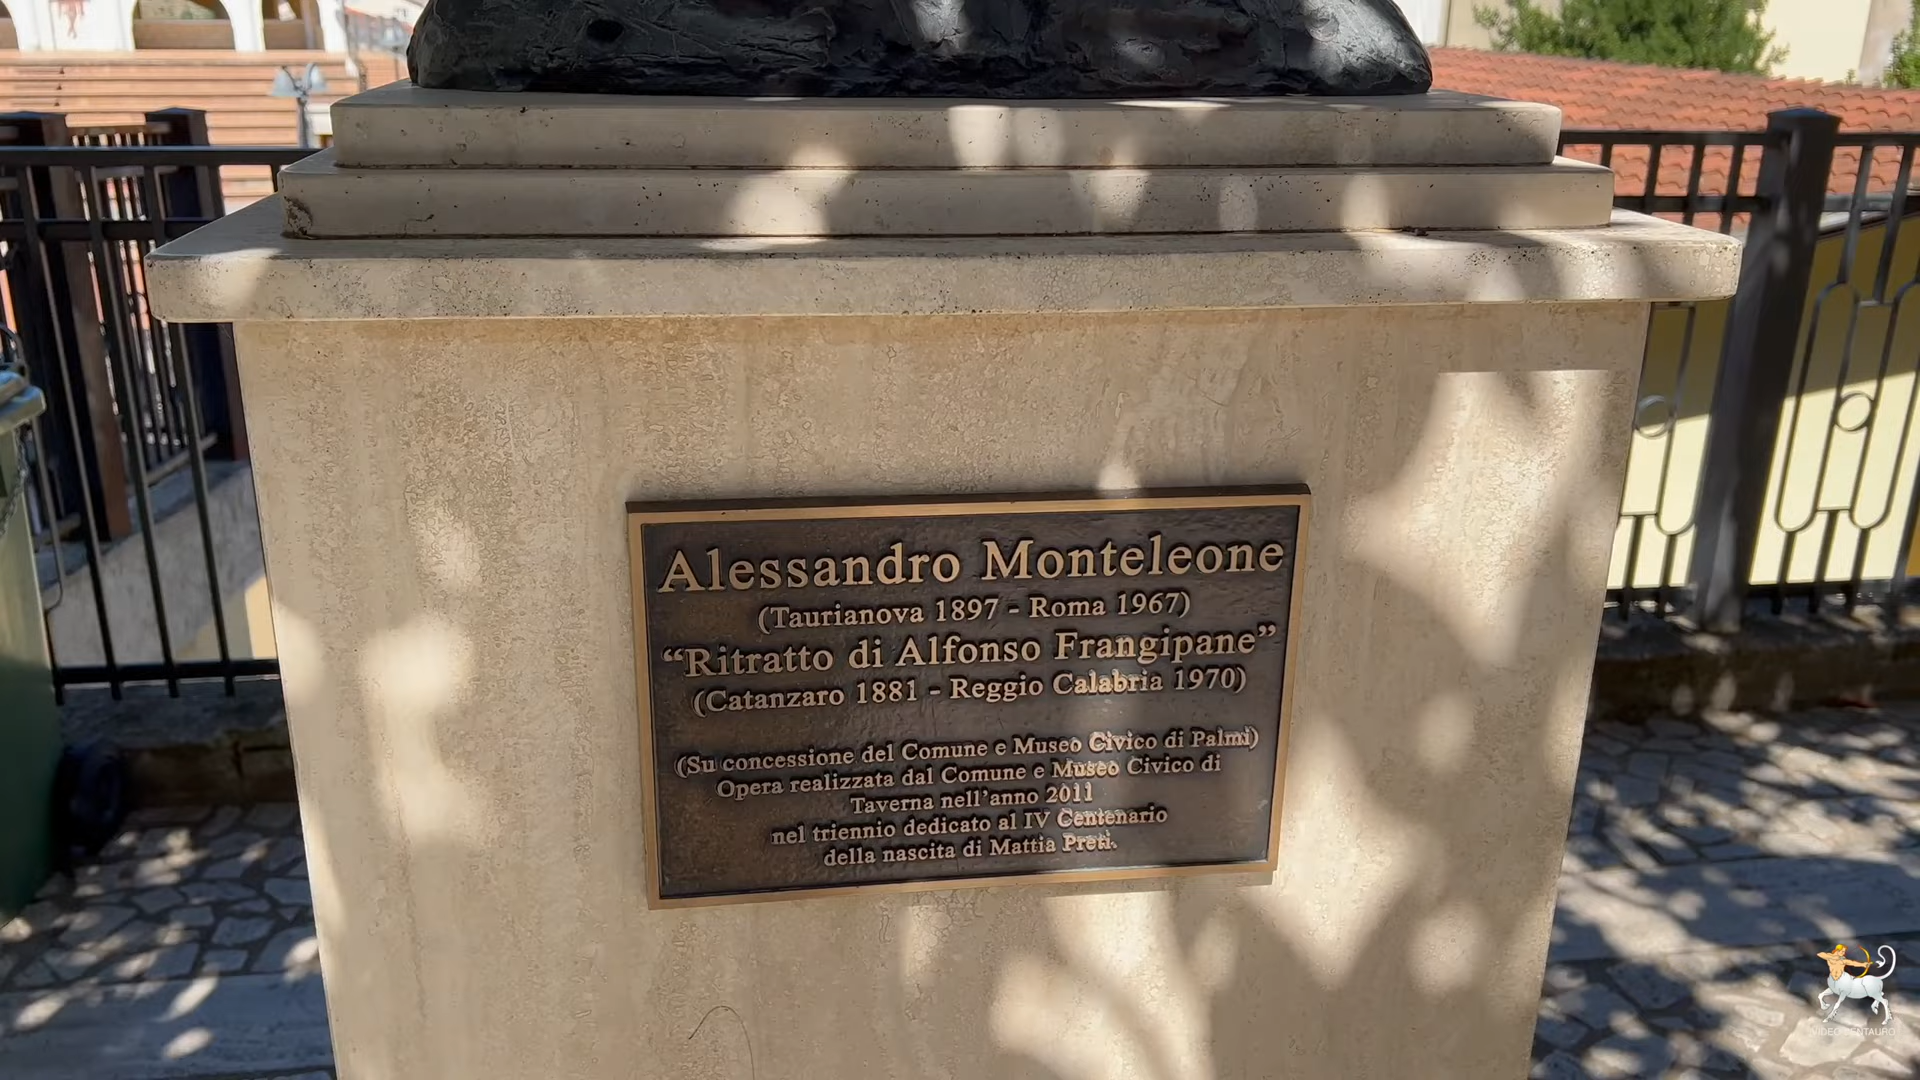 Alessandro Monteleone
(Taurianova 1897 - Roma 1967)
“Ritratto di Alfonso Frangipane”
(Catanzaro 1881 - Reggio Calabria 1970)
(Su concessione del Comune e Museo Civico di Palmi)
Opera realizzata dal Comune e Museo Civico di
Taverna nell’anno 2011
nel triennio dedicato al IV Centenario
della nascita di Mattia Preti.
VIDEO CENTAURO